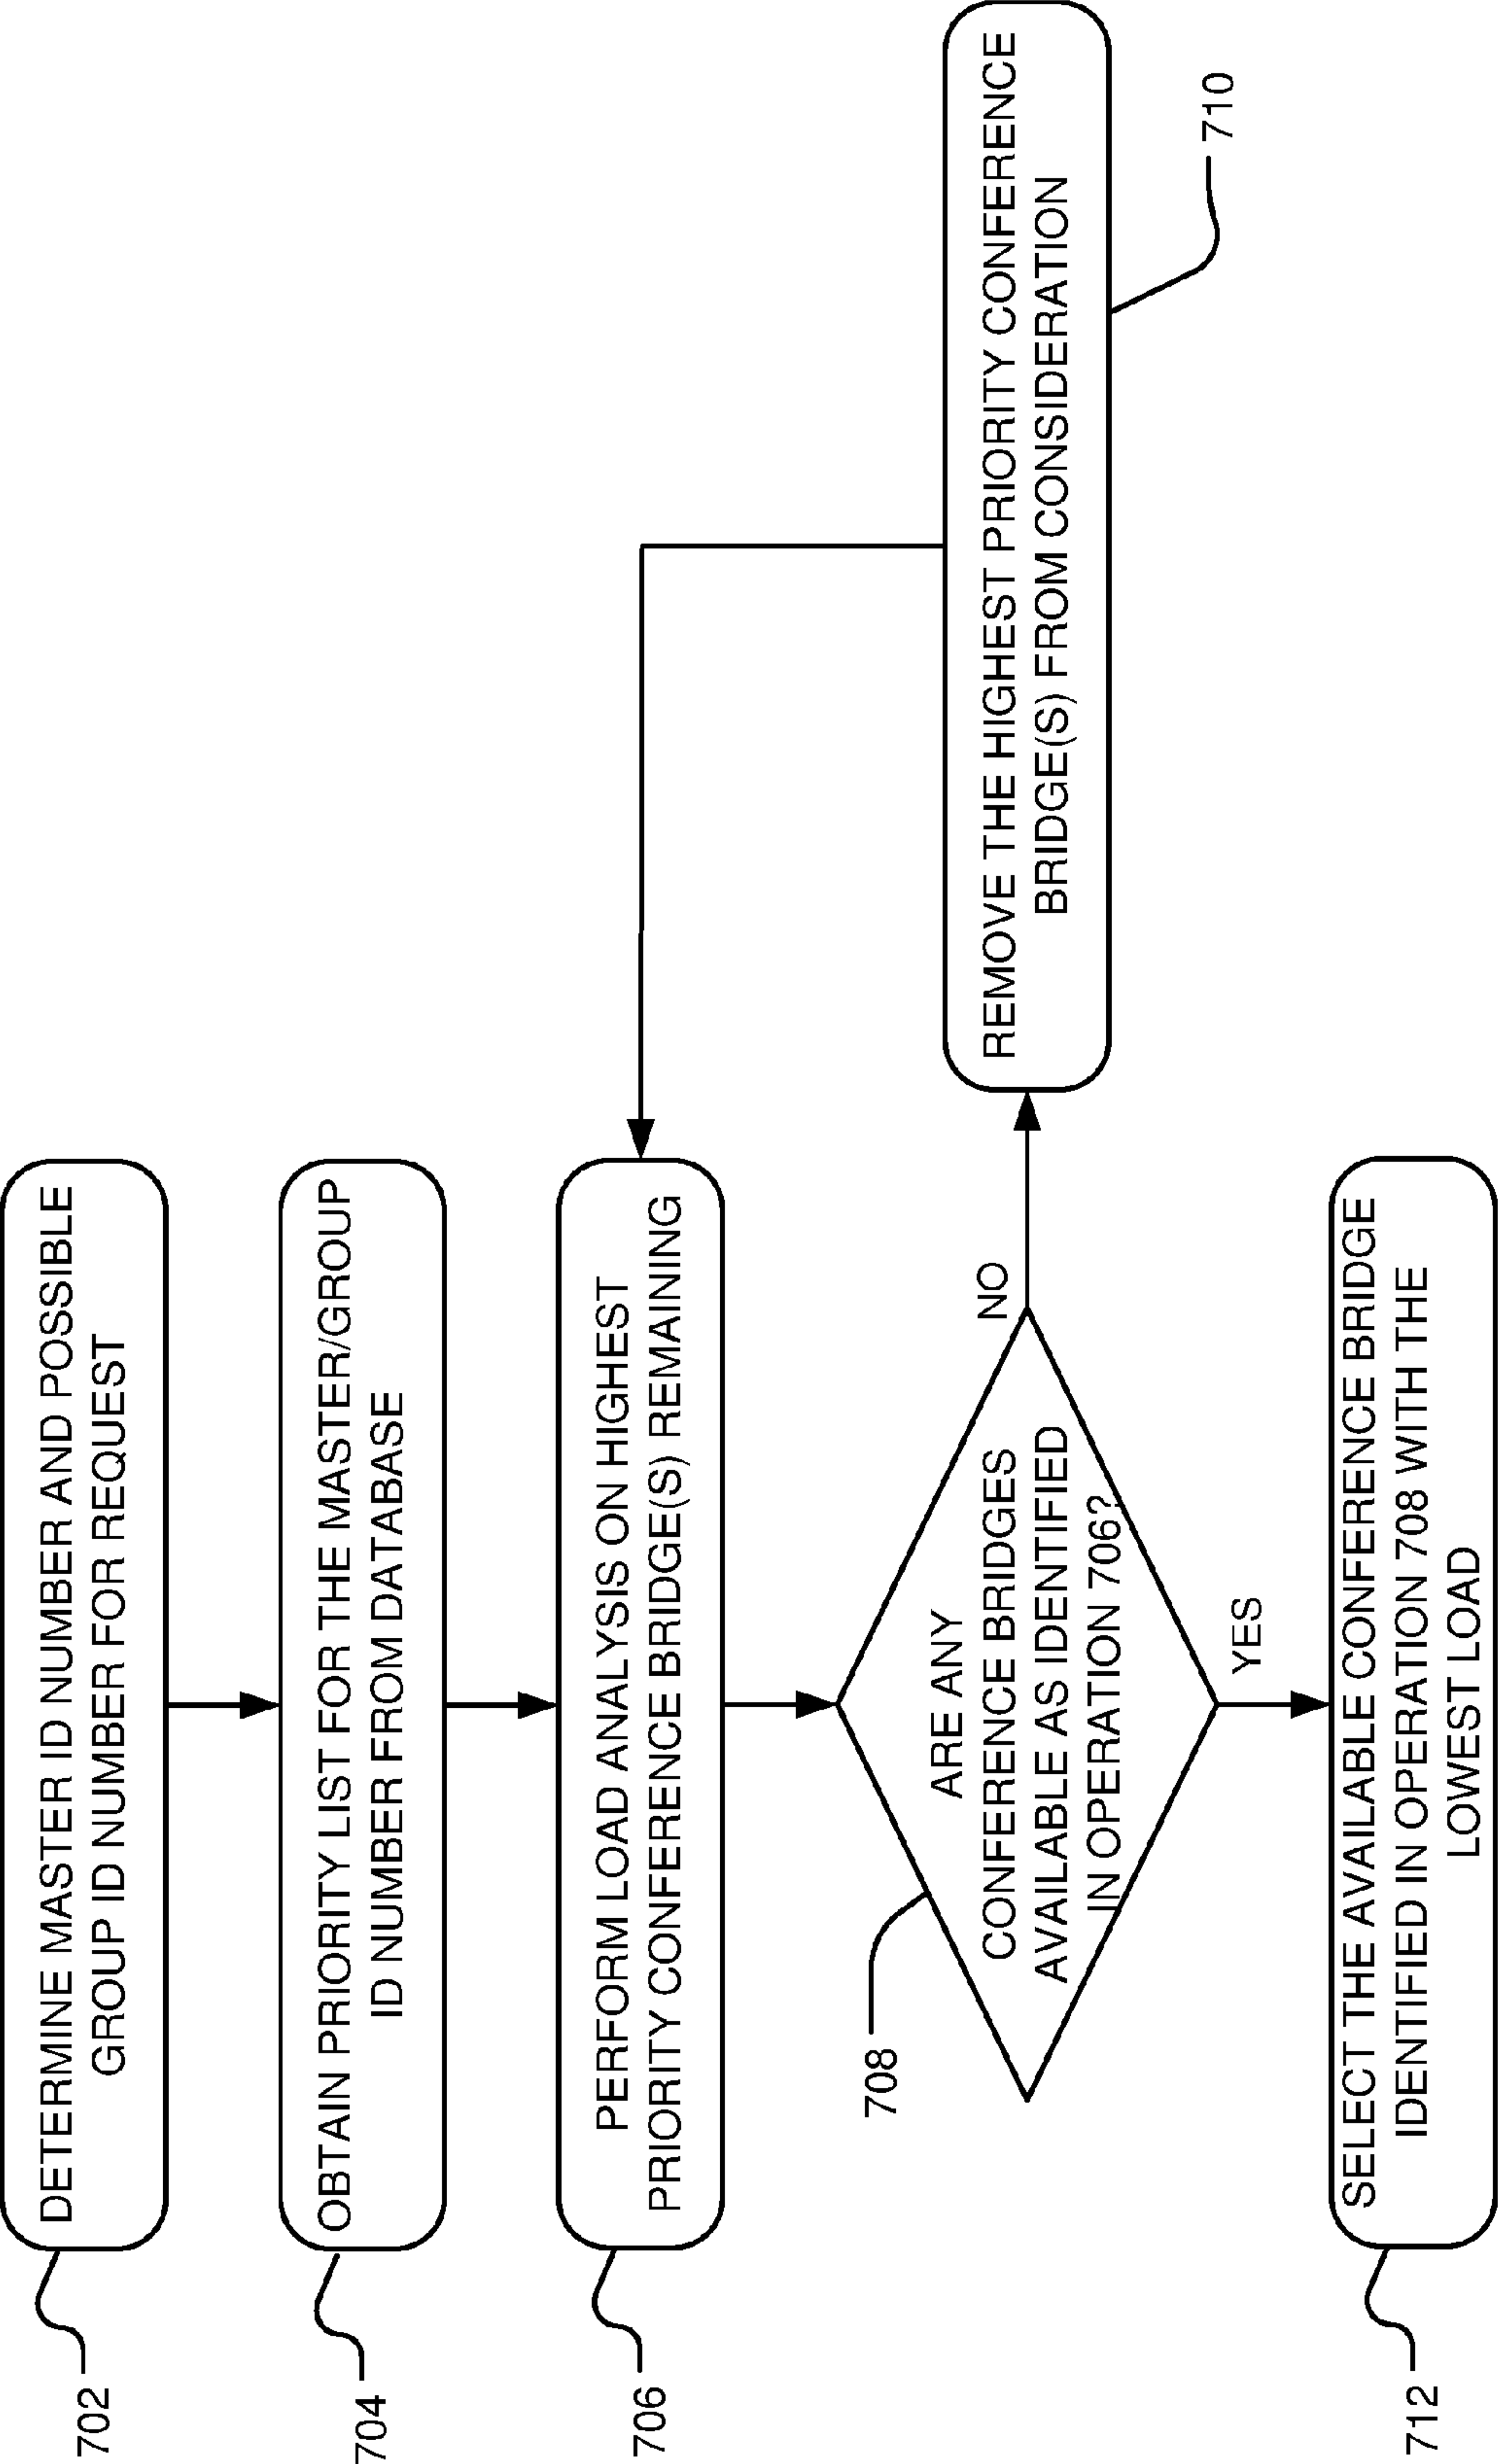 702
DETERMINE MASTER ID NUMBER AND POSSIBLE
GROUP ID NUMBER FOR REQUEST
704
OBTAIN PRIORITY LIST FOR THE MASTER/GROUP
ID NUMBER FROM DATABASE
706
PERFORM LOAD ANALYSIS ON HIGHEST
PRIORITY CONFERENCE BRIDGE(S) REMAINING
708
ARE ANY
CONFERENCE BRIDGES
AVAILABLE AS IDENTIFIED
IN OPERATION 706?
NO
REMOVE THE HIGHEST PRIORITY CONFERENCE
BRIDGE(S) FROM CONSIDERATION
710
YES
712
SELECT THE AVAILABLE CONFERENCE BRIDGE
IDENTIFIED IN OPERATION 708 WITH THE
LOWEST LOAD